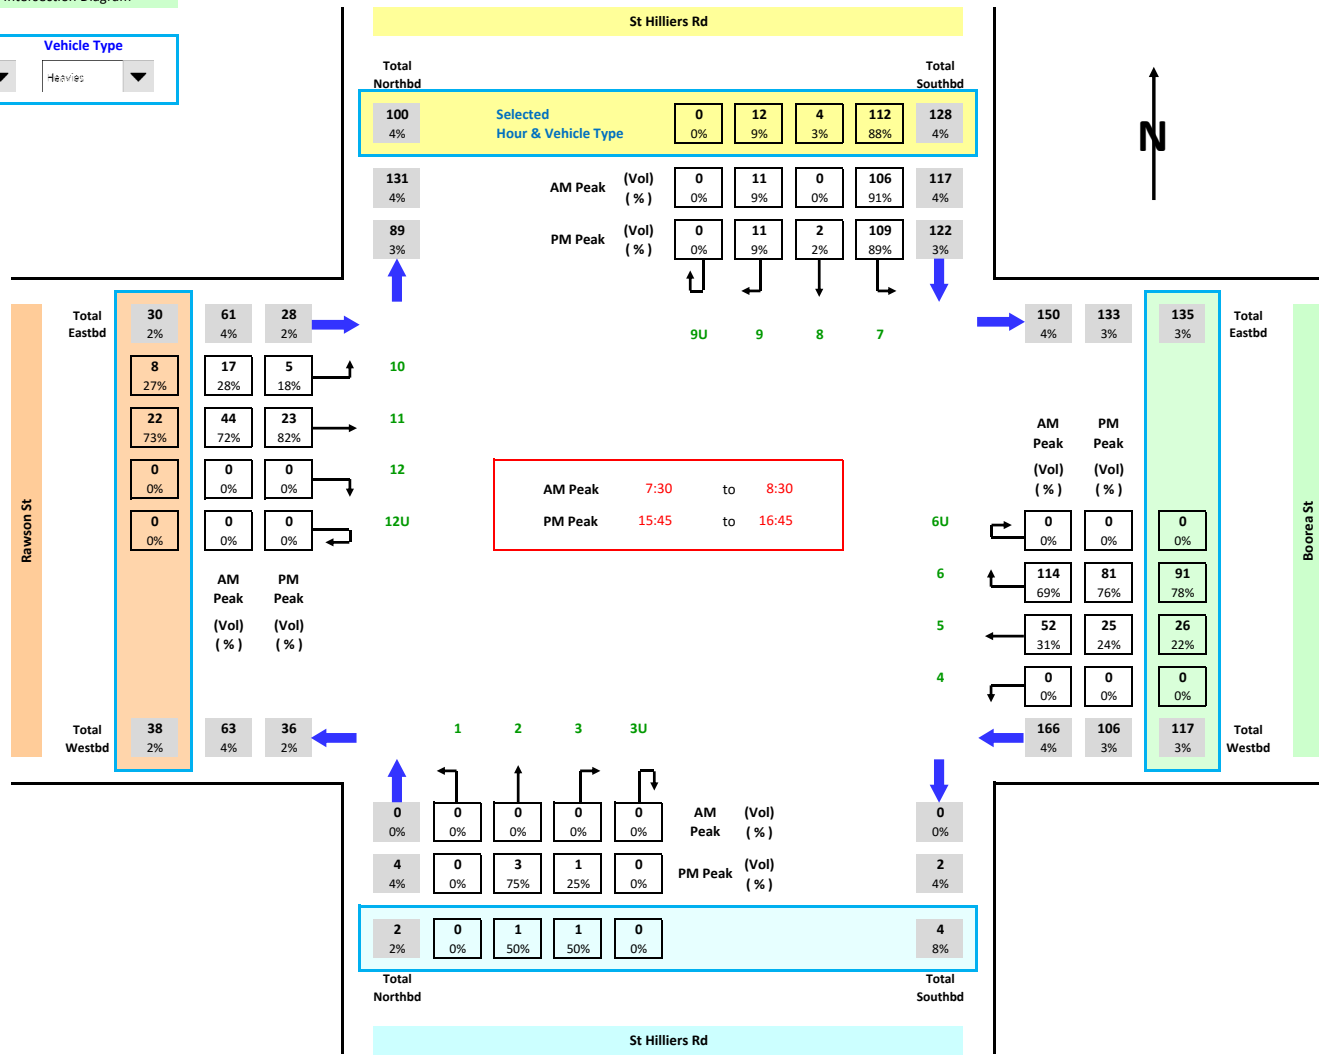 Intersection Diagram
Vehicle Type
Heavies
St Hilliers Rd
Total Northbd
Total Southbd
100 4%
Selected Hour & Vehicle Type
0 0%
12 9%
4 3%
112 88%
128 4%
131 4%
AM Peak (Vol) ( % )
0 0%
11 9%
0 0%
106 91%
117 4%
89 3%
PM Peak (Vol) ( % )
0 0%
11 9%
2 2%
109 89%
122 3%
N
9U 9 8 7
Rawson St
Total Eastbd
30 2%
61 4%
28 2%
8 27%
17 28%
5 18%
10
22 73%
44 72%
23 82%
11
0 0%
0 0%
0 0%
12
0 0%
0 0%
0 0%
12U
AM Peak (Vol) ( % )
PM Peak (Vol) ( % )
Total Westbd
38 2%
63 4%
36 2%
AM Peak 7:30 to 8:30
PM Peak 15:45 to 16:45
150 4%
133 3%
135 3%
Total Eastbd
AM Peak (Vol) ( % )
PM Peak (Vol) ( % )
6U
0 0%
0 0%
0 0%
6
114 69%
81 76%
91 78%
5
52 31%
25 24%
26 22%
4
0 0%
0 0%
0 0%
166 4%
106 3%
117 3%
Total Westbd
Boorea St
1 2 3 3U
0 0%
0 0%
0 0%
0 0%
0 0%
AM Peak (Vol) ( % )
0 0%
4 4%
0 0%
3 75%
1 25%
0 0%
PM Peak (Vol) ( % )
2 4%
2 2%
0 0%
1 50%
1 50%
0 0%
4 8%
Total Northbd
Total Southbd
St Hilliers Rd